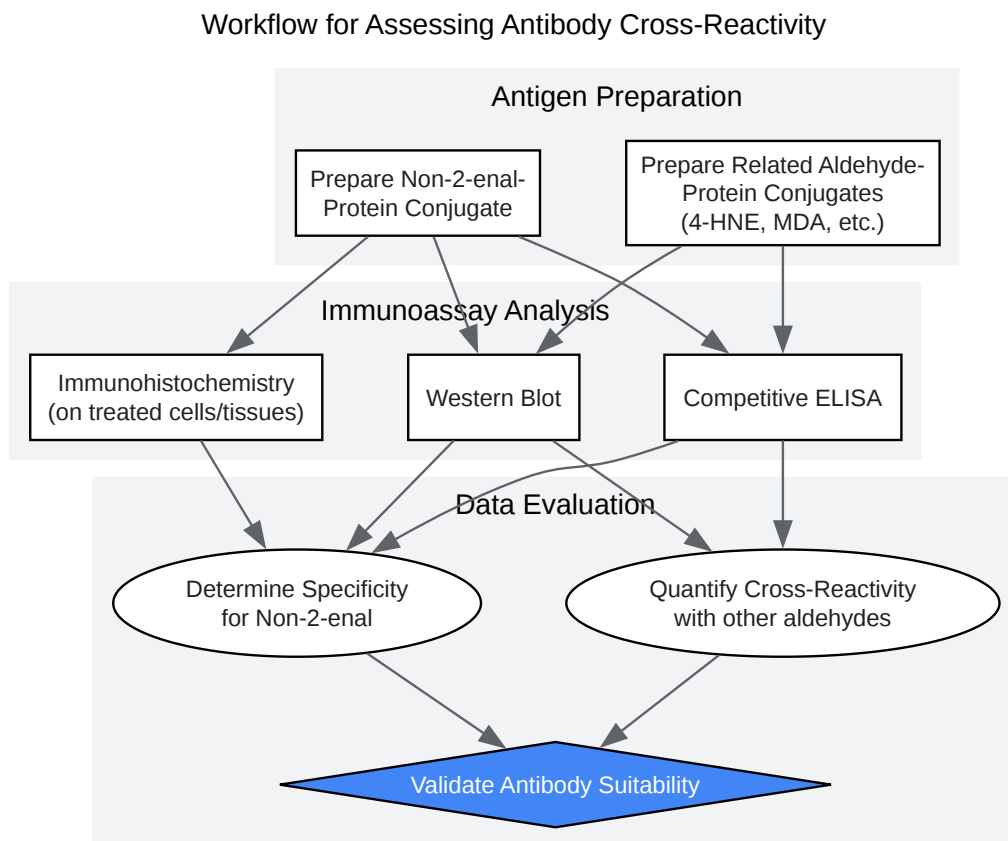 Workflow for Assessing Antibody Cross-Reactivity
Antigen Preparation
Prepare Non-2-enal-
Protein Conjugate
Prepare Related Aldehyde-
Protein Conjugates
(4-HNE, MDA, etc.)
Immunoassay Analysis
Immunohistochemistry
(on treated cells/tissues)
Western Blot
Competitive ELISA
Data Evaluation
Determine Specificity
for Non-2-enal
Quantify Cross-Reactivity
with other aldehydes
Validate Antibody Suitability